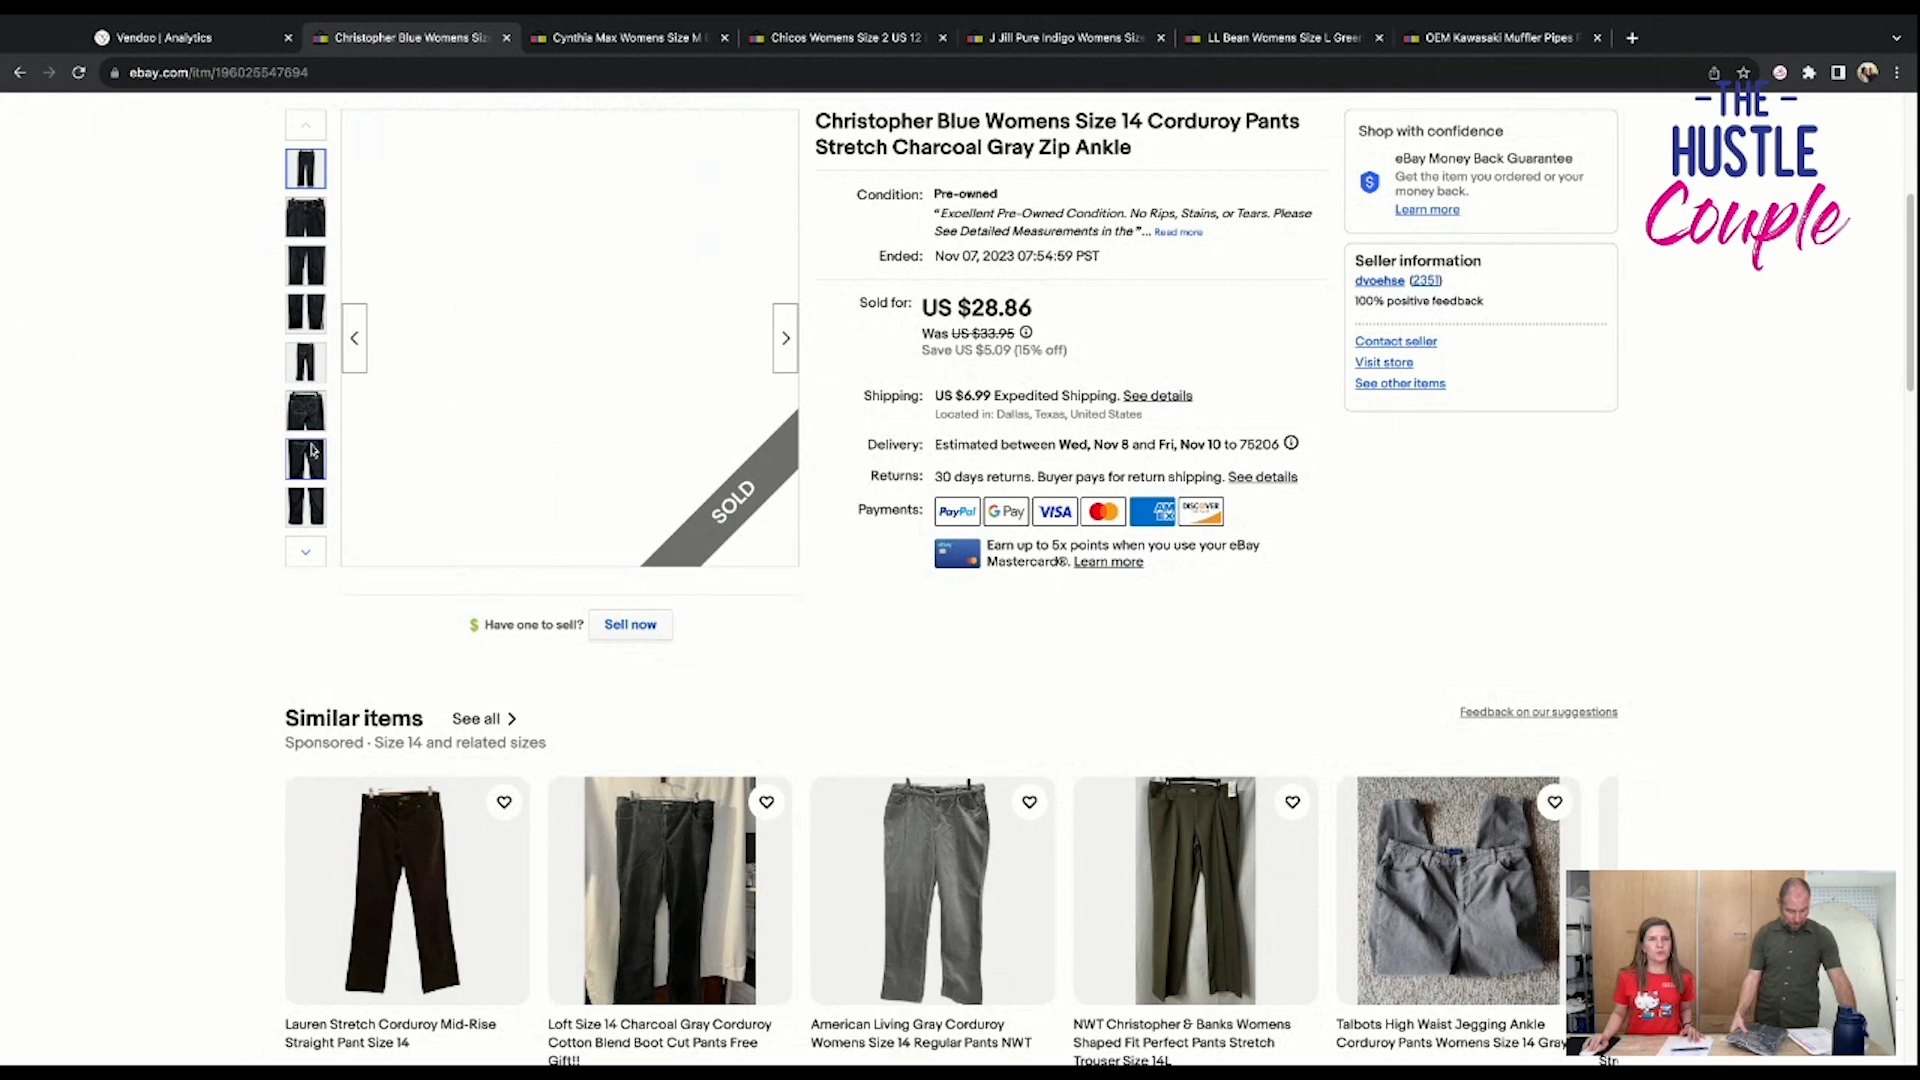 Vendoo | Analytics
Christopher Blue Womens Siz
Cynthia Max Womens Size M
Chicos Womens Size 2 US 12
J Jill Pure Indigo Womens Size
LL Bean Womens Size L Green
OEM Kawasaki Muffler Pipes
ebay.com/itm/196025547694
-THE-
HUSTLE
Couple
Christopher Blue Womens Size 14 Corduroy Pants
Stretch Charcoal Gray Zip Ankle
Condition: Pre-owned
“Excellent Pre-Owned Condition. No Rips, Stains, or Tears. Please
See Detailed Measurements in the ”... Read more
Ended: Nov 07, 2023 07:54:59 PST
Sold for: US $28.86
Was US $33.95
Save US $5.09 (15% off)
Shipping: US $6.99 Expedited Shipping. See details
Located in: Dallas, Texas, United States
Delivery: Estimated between Wed, Nov 8 and Fri, Nov 10 to 75206
Returns: 30 days returns. Buyer pays for return shipping. See details
Payments: PayPal G Pay VISA AMEX DISCOVER
Earn up to 5x points when you use your eBay
Mastercard®. Learn more
SOLD
$ Have one to sell? Sell now
Shop with confidence
eBay Money Back Guarantee
Get the item you ordered or your
money back.
Learn more
Seller information
dvoehse (2351)
100% positive feedback
Contact seller
Visit store
See other items
Similar items See all
Sponsored · Size 14 and related sizes
Feedback on our suggestions
Lauren Stretch Corduroy Mid-Rise
Straight Pant Size 14
Loft Size 14 Charcoal Gray Corduroy
Cotton Blend Boot Cut Pants Free
Gift!!
American Living Gray Corduroy
Womens Size 14 Regular Pants NWT
NWT Christopher & Banks Womens
Shaped Fit Perfect Pants Stretch
Trouser Size 14L
Talbots High Waist Jegging Ankle
Corduroy Pants Womens Size 14 Gray
Str